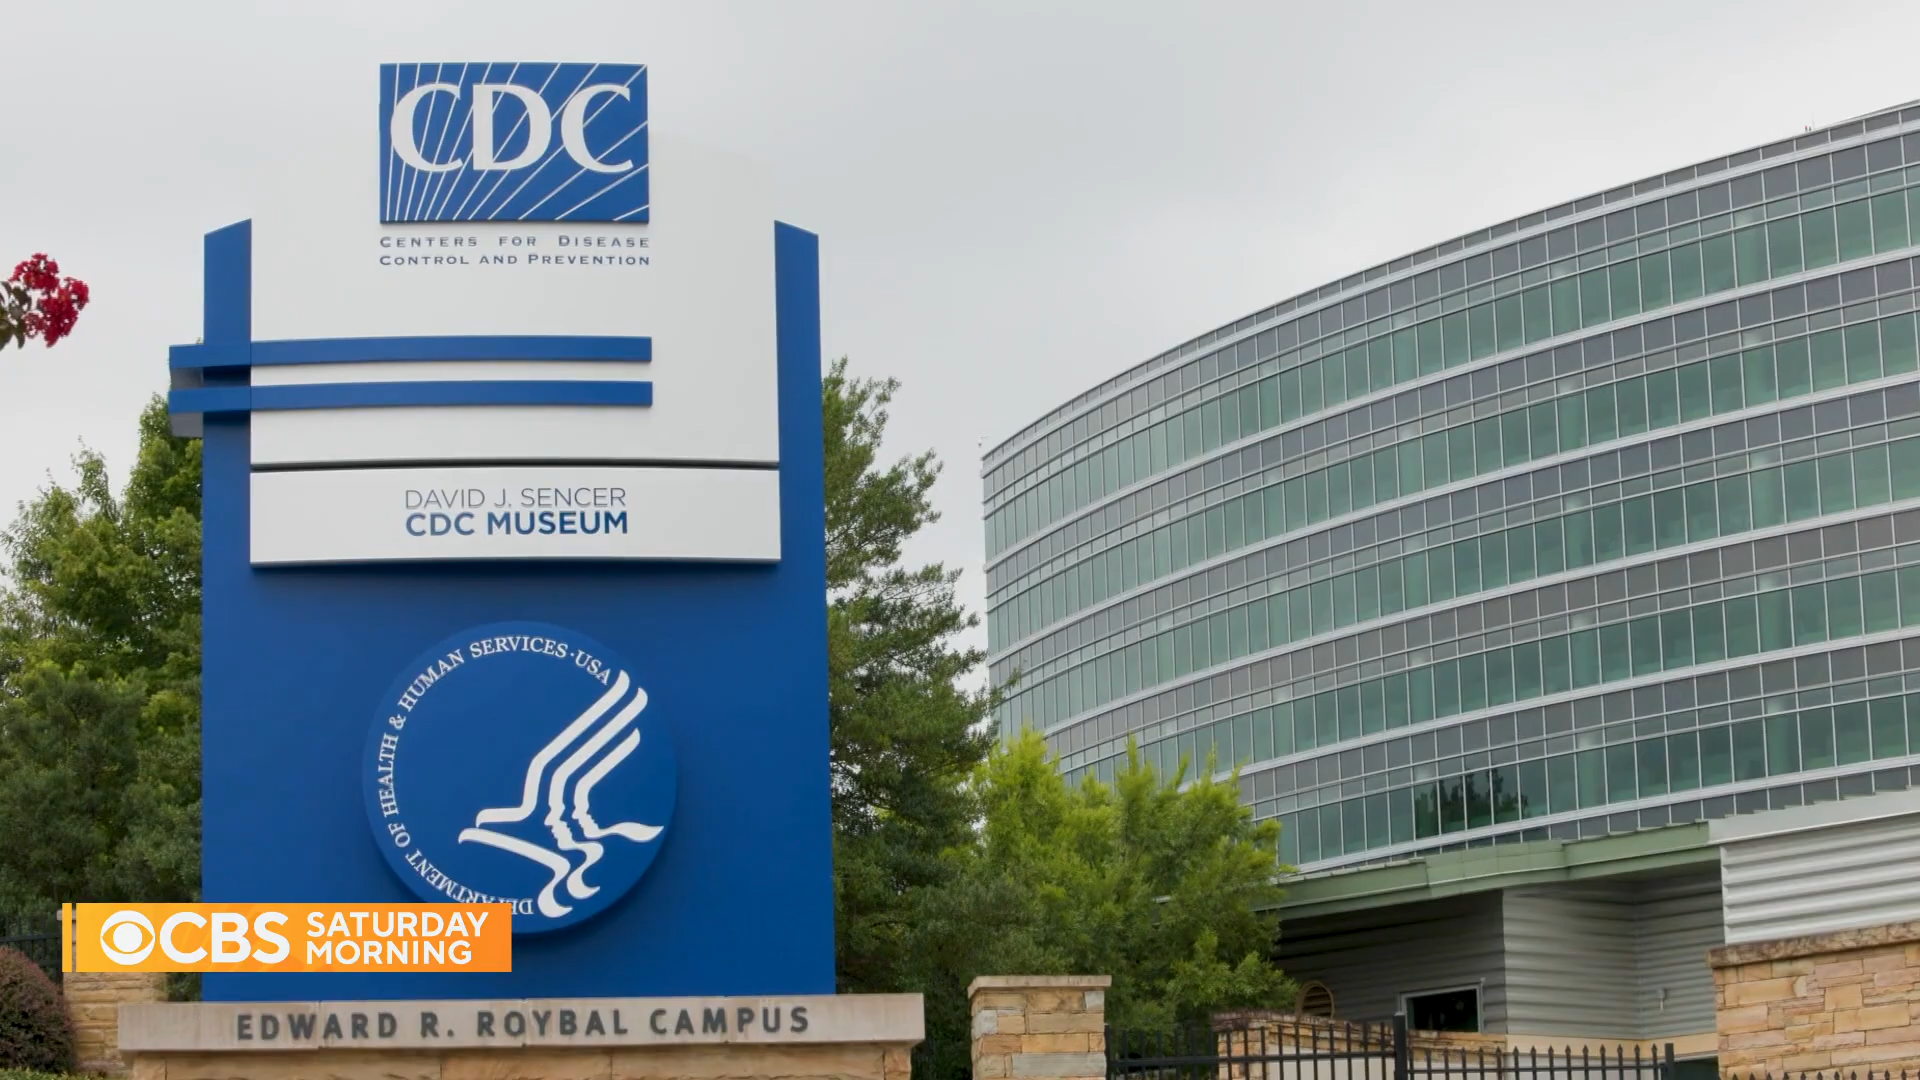 CDC
CENTERS FOR DISEASE
CONTROL AND PREVENTION
DAVID J. SENCER
CDC MUSEUM
DEPARTMENT OF HEALTH & HUMAN SERVICES · USA
CBS SATURDAY
MORNING
EDWARD R. ROYBAL CAMPUS